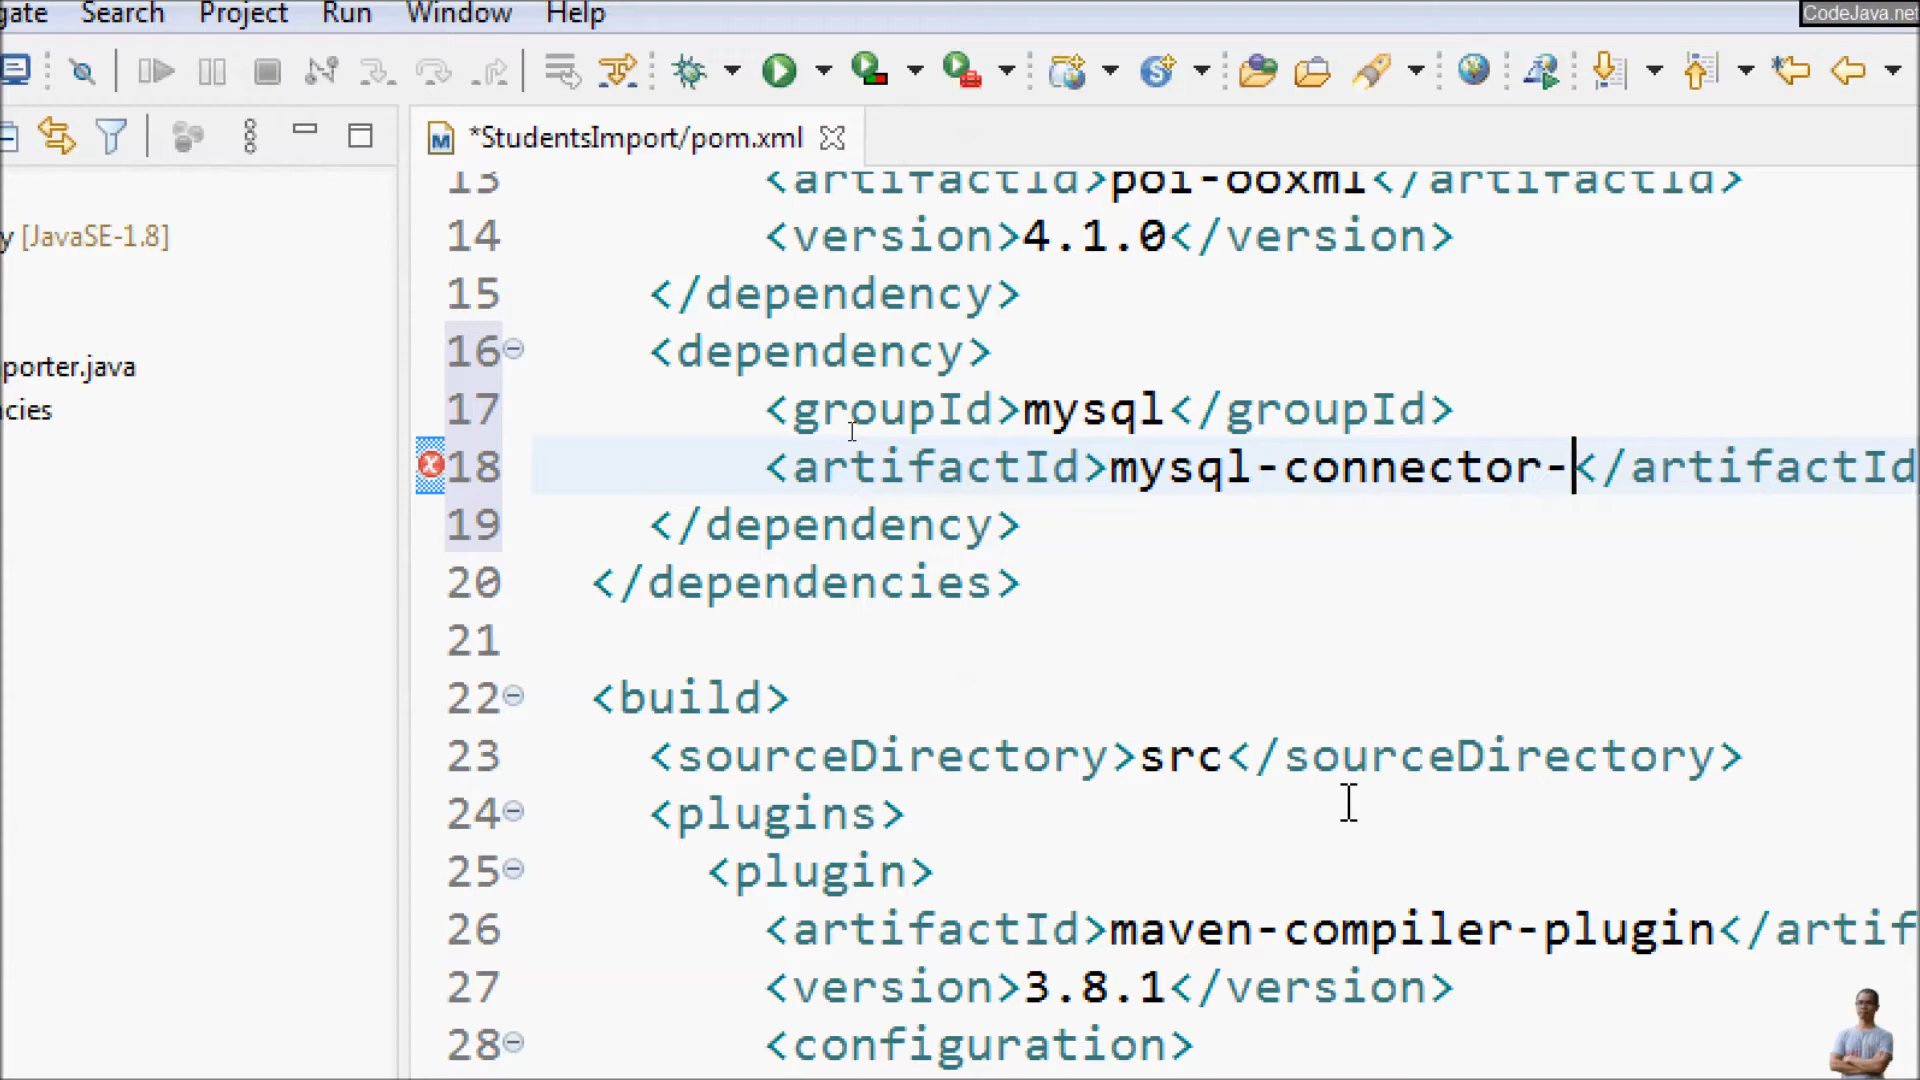 gate Search Project Run Window Help
CodeJava.net
*StudentsImport/pom.xml
y [JavaSE-1.8]
porter.java
cies
13 <artifactId>poi-ooxml</artifactId>
14 <version>4.1.0</version>
15 </dependency>
16 <dependency>
17 <groupId>mysql</groupId>
18 <artifactId>mysql-connector-</artifactId
19 </dependency>
20 </dependencies>
21
22 <build>
23 <sourceDirectory>src</sourceDirectory>
24 <plugins>
25 <plugin>
26 <artifactId>maven-compiler-plugin</artif
27 <version>3.8.1</version>
28 <configuration>